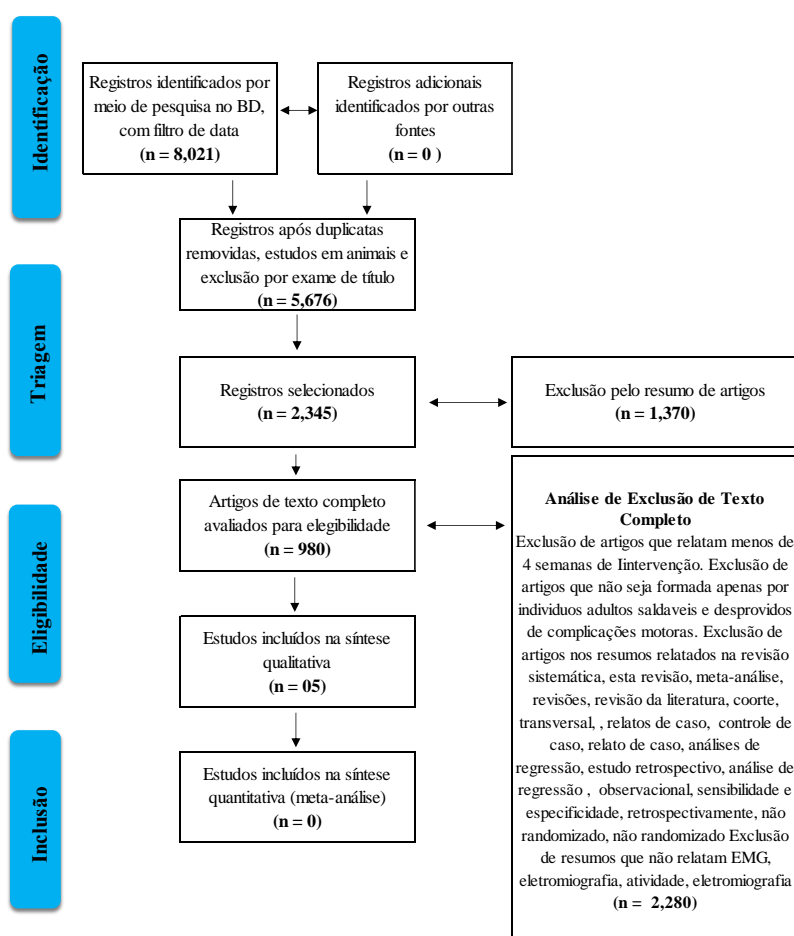 Identificação
Registros identificados por
meio de pesquisa no BD,
com filtro de data
(n = 8,021)
Registros adicionais
identificados por outras
fontes
(n = 0 )
Registros após duplicatas
removidas, estudos em animais e
exclusão por exame de título
(n = 5,676)
Triagem
Registros selecionados
(n = 2,345)
Exclusão pelo resumo de artigos
(n = 1,370)
Eligibilidade
Artigos de texto completo
avaliados para elegibilidade
(n = 980)
Análise de Exclusão de Texto
Completo
Exclusão de artigos que relatam menos de
4 semanas de Iintervenção. Exclusão de
artigos que não seja formada apenas por
individuos adultos saldaveis e desprovidos
de complicações motoras. Exclusão de
artigos nos resumos relatados na revisão
sistemática, esta revisão, meta-análise,
revisões, revisão da literatura, coorte,
transversal, , relatos de caso, controle de
caso, relato de caso, análises de
regressão, estudo retrospectivo, análise de
regressão , observacional, sensibilidade e
especificidade, retrospectivamente, não
randomizado, não randomizado Exclusão
de resumos que não relatam EMG,
eletromiografia, atividade, eletromiografia
(n = 2,280)
Estudos incluídos na síntese
qualitativa
(n = 05)
Inclusão
Estudos incluídos na síntese
quantitativa (meta-análise)
(n = 0)